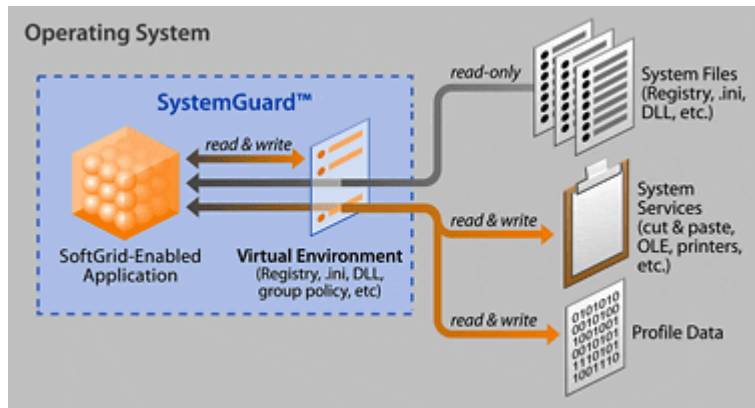 Operating System
SystemGuard™
read-only
System Files
(Registry, .ini,
DLL, etc.)
read & write
SoftGrid-Enabled
Application
Virtual Environment
(Registry, .ini, DLL,
group policy, etc)
read & write
System
Services
(cut & paste,
OLE, printers,
etc.)
read & write
0101010
0010100
1001001
0010101
1110101
1001110
Profile Data